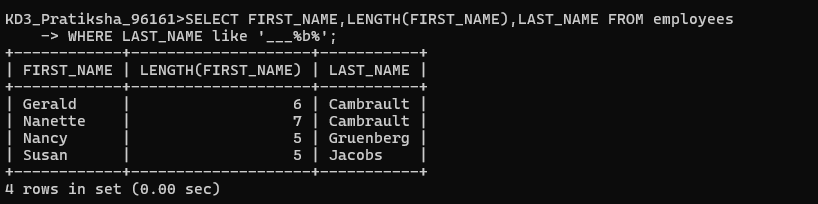 KD3_Pratiksha_96161>SELECT FIRST_NAME,LENGTH(FIRST_NAME),LAST_NAME FROM employees
    -> WHERE LAST_NAME like '___%b%';
+------------+--------------------+-----------+
| FIRST_NAME | LENGTH(FIRST_NAME) | LAST_NAME |
+------------+--------------------+-----------+
| Gerald     |                  6 | Cambrault |
| Nanette    |                  7 | Cambrault |
| Nancy      |                  5 | Gruenberg |
| Susan      |                  5 | Jacobs    |
+------------+--------------------+-----------+
4 rows in set (0.00 sec)